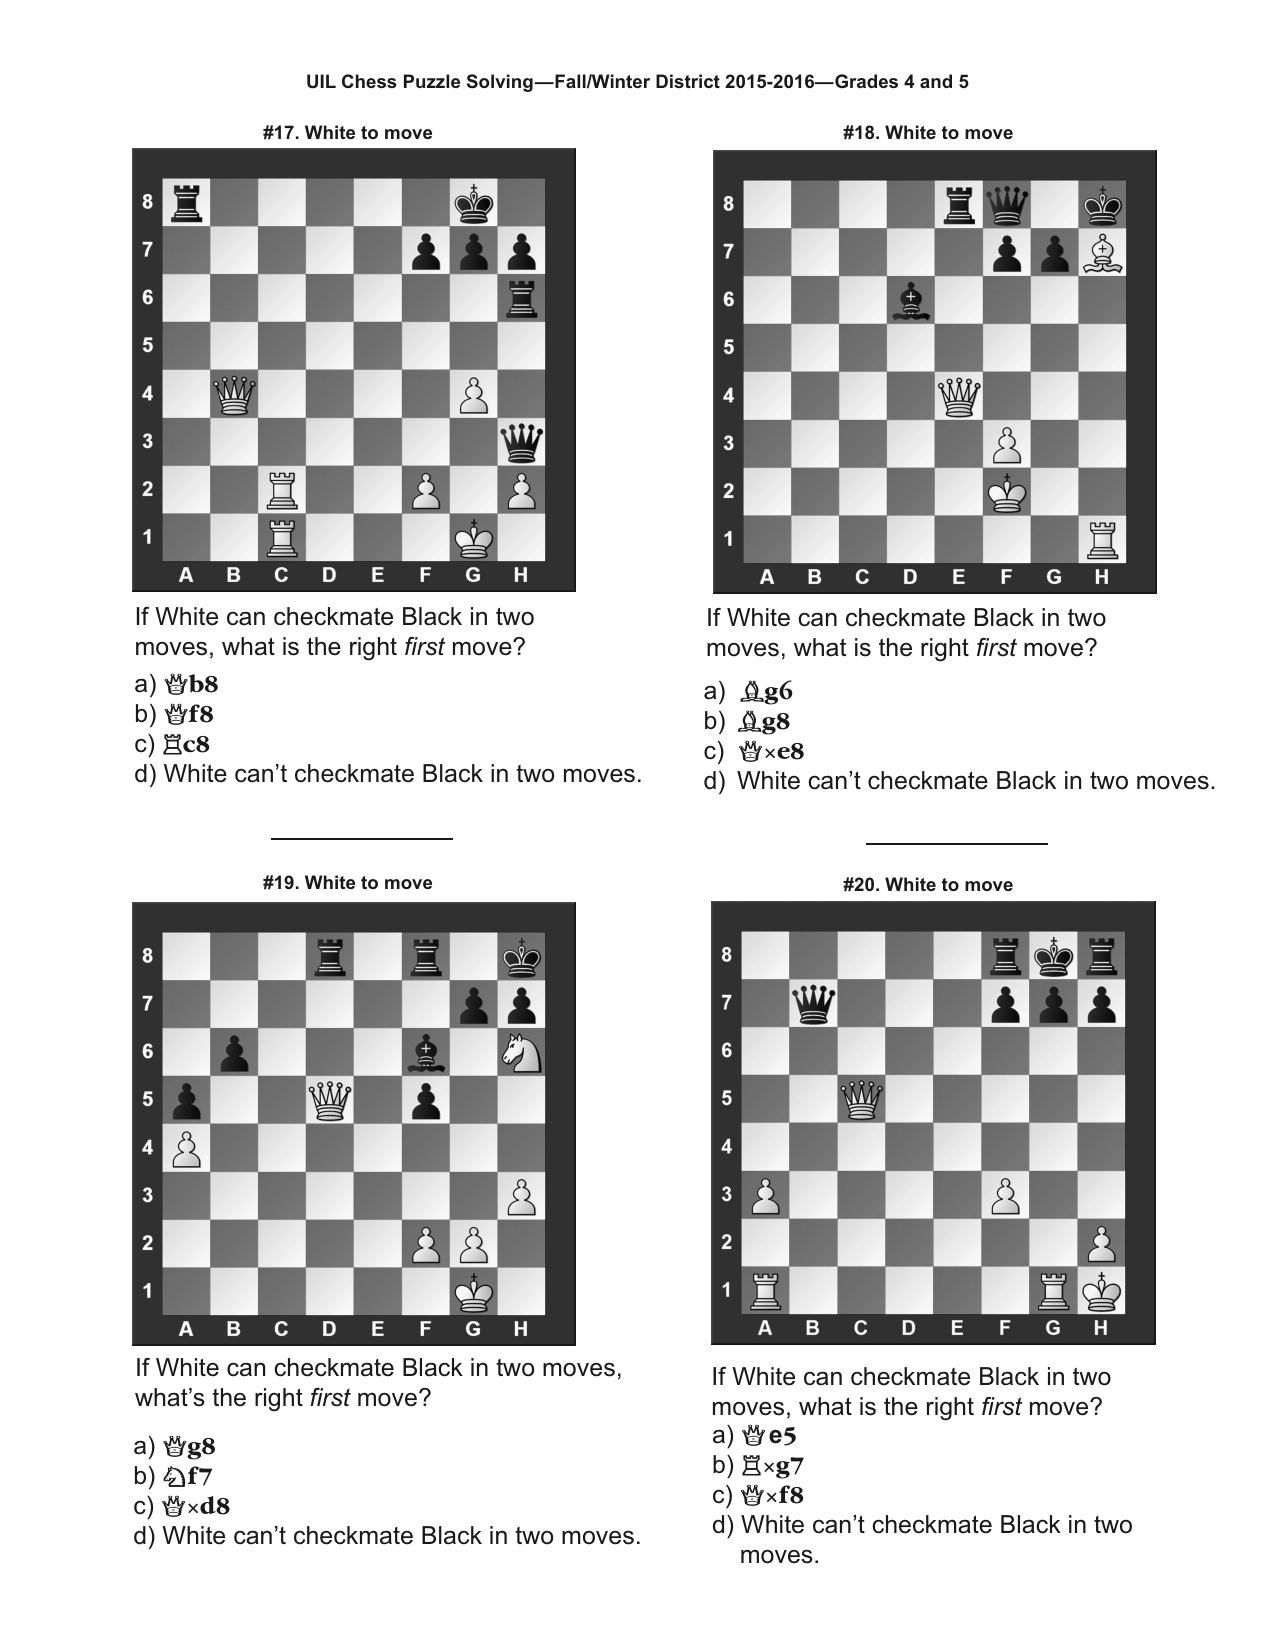 UIL Chess Puzzle Solving—Fall/Winter District 2015-2016—Grades 4 and 5
#17. White to move
8
7
6
5
4
3
2
1
A B C D E F G H
If White can checkmate Black in two
moves, what is the right first move?
a) ♕b8
b) ♕f8
c) ♖c8
d) White can’t checkmate Black in two moves.
#18. White to move
8
7
6
5
4
3
2
1
A B C D E F G H
If White can checkmate Black in two
moves, what is the right first move?
a) ♗g6
b) ♗g8
c) ♕×e8
d) White can’t checkmate Black in two moves.
#19. White to move
8
7
6
5
4
3
2
1
A B C D E F G H
If White can checkmate Black in two moves,
what’s the right first move?
a) ♕g8
b) ♘f7
c) ♕×d8
d) White can’t checkmate Black in two moves.
#20. White to move
8
7
6
5
4
3
2
1
A B C D E F G H
If White can checkmate Black in two
moves, what is the right first move?
a) ♕e5
b) ♖×g7
c) ♕×f8
d) White can’t checkmate Black in two
moves.